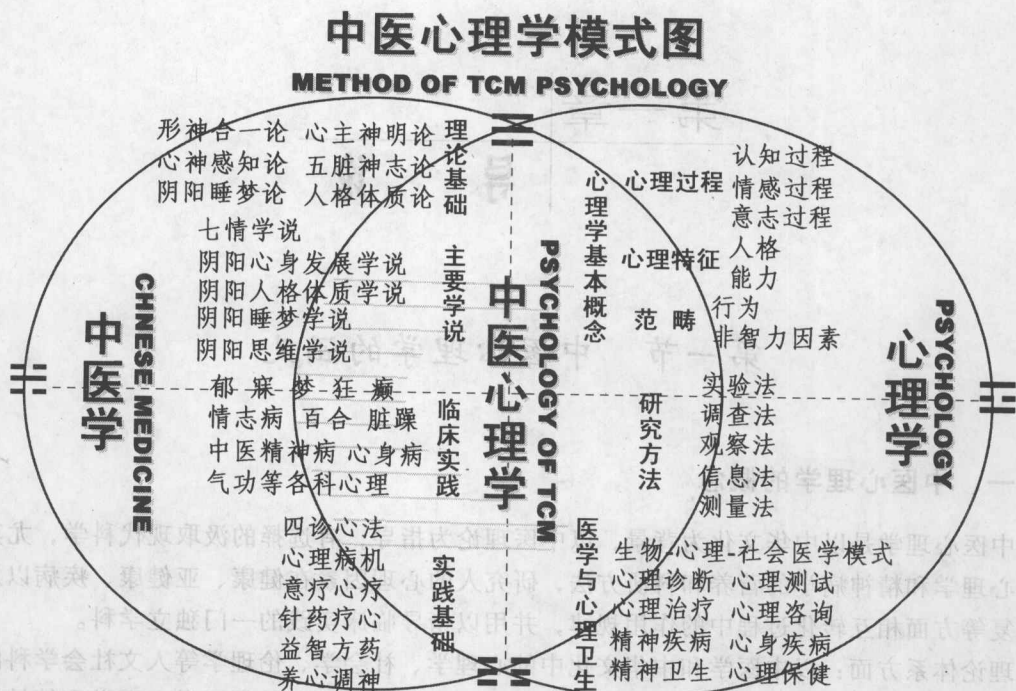 中医心理学模式图
METHOD OF TCM PSYCHOLOGY
形神合一论 心主神明论
心神感知论 五脏神志论
阴阳睡梦论 人格体质论
理论基础
七情学说
阴阳心身发展学说
阴阳人格体质学说
阴阳睡梦学说
阴阳思维学说
主要学说
郁 寐 梦 狂 癫
情志病 百合 脏躁
中医精神病 心身病
气功等各科心理
临床实践
四诊心法
心理病机
意疗心疗
针药疗心
益智方药
养心调神
实践基础
中医学
CHNESE MEDICINE
中医心理学
PSYCHOLOGY OF TCM
心理学基本概念
心理过程
认知过程
情感过程
意志过程
心理特征
人格
能力
范畴
行为
非智力因素
研究方法
实验法
调查法
观察法
信息法
测量法
医学与心理卫生
生物-心理-社会医学模式
心理诊断 心理测试
心理治疗 心理咨询
精神疾病 心身疾病
精神卫生 心理保健
心理学
PSYCHOLOGY